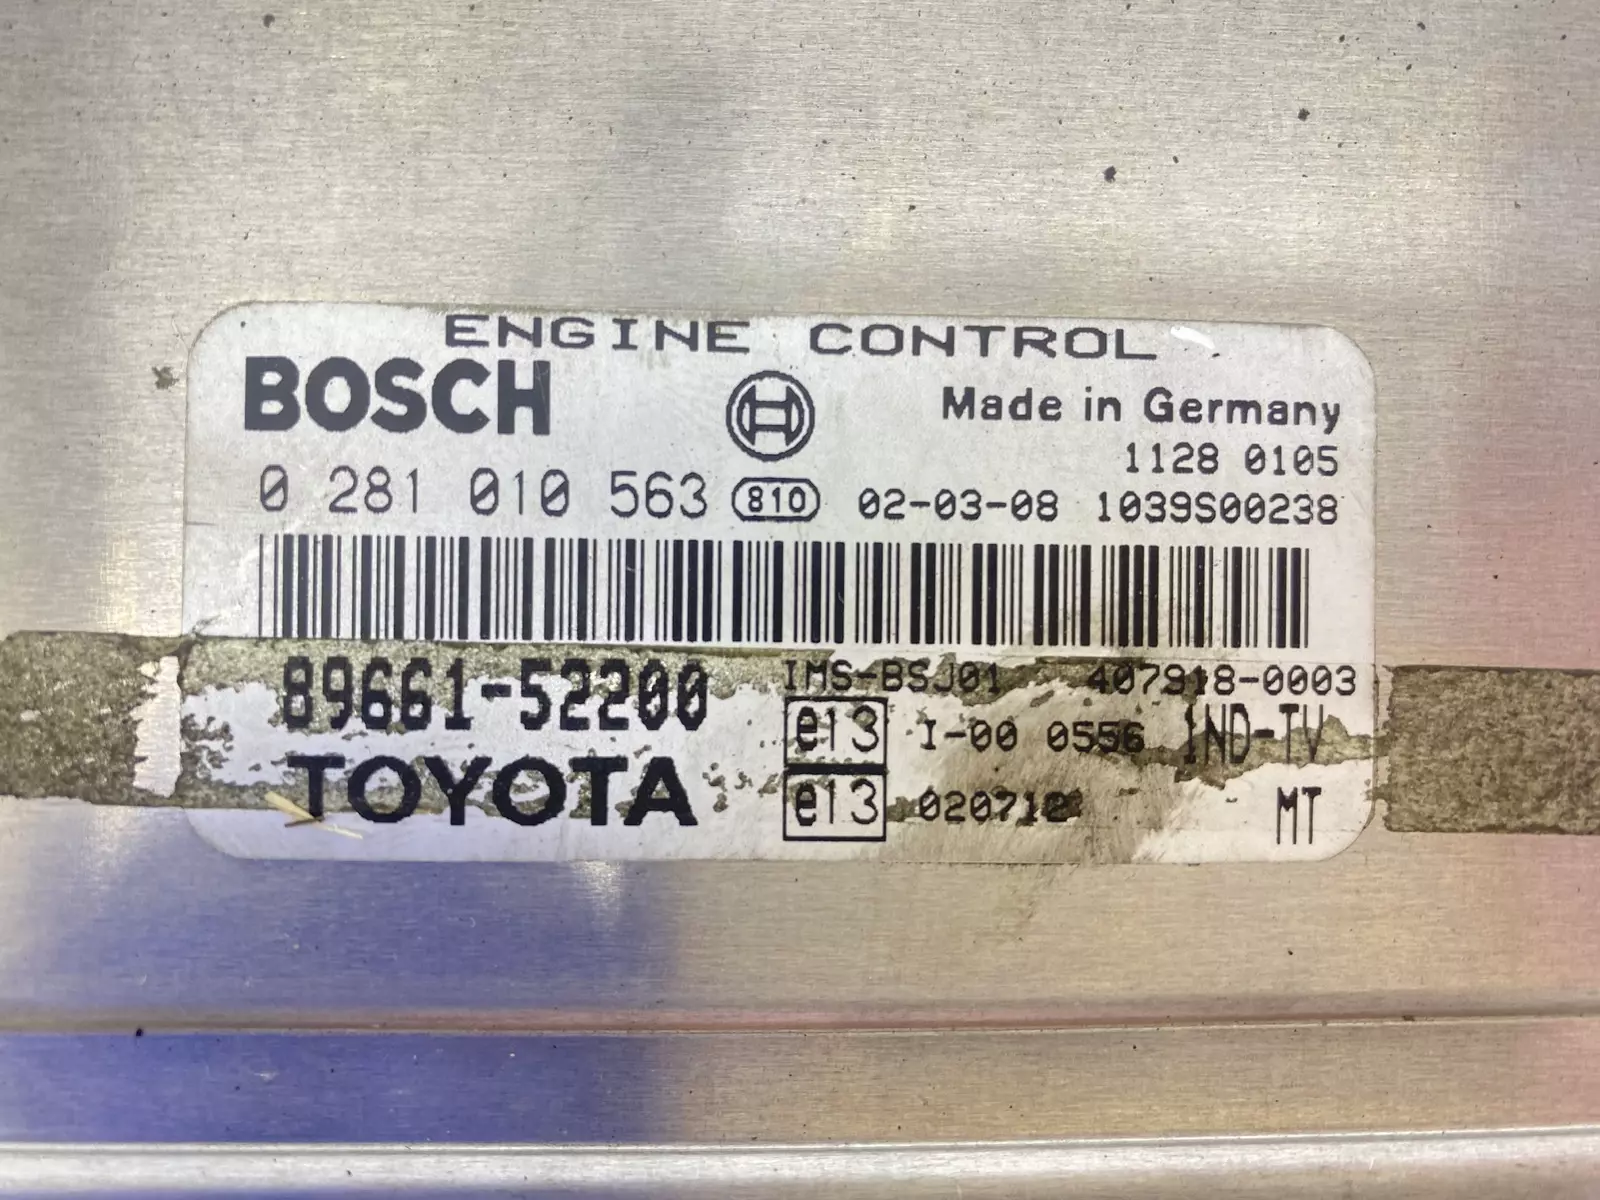 ENGINE CONTROL
BOSCH
Made in Germany
1128 0105
0 281 010 563 810 02-03-08 1039S00238
89661-52200 IMS-BSJ01 407918-0003
e13 I-00 0556 1ND-TV
TOYOTA e13 020712 MT